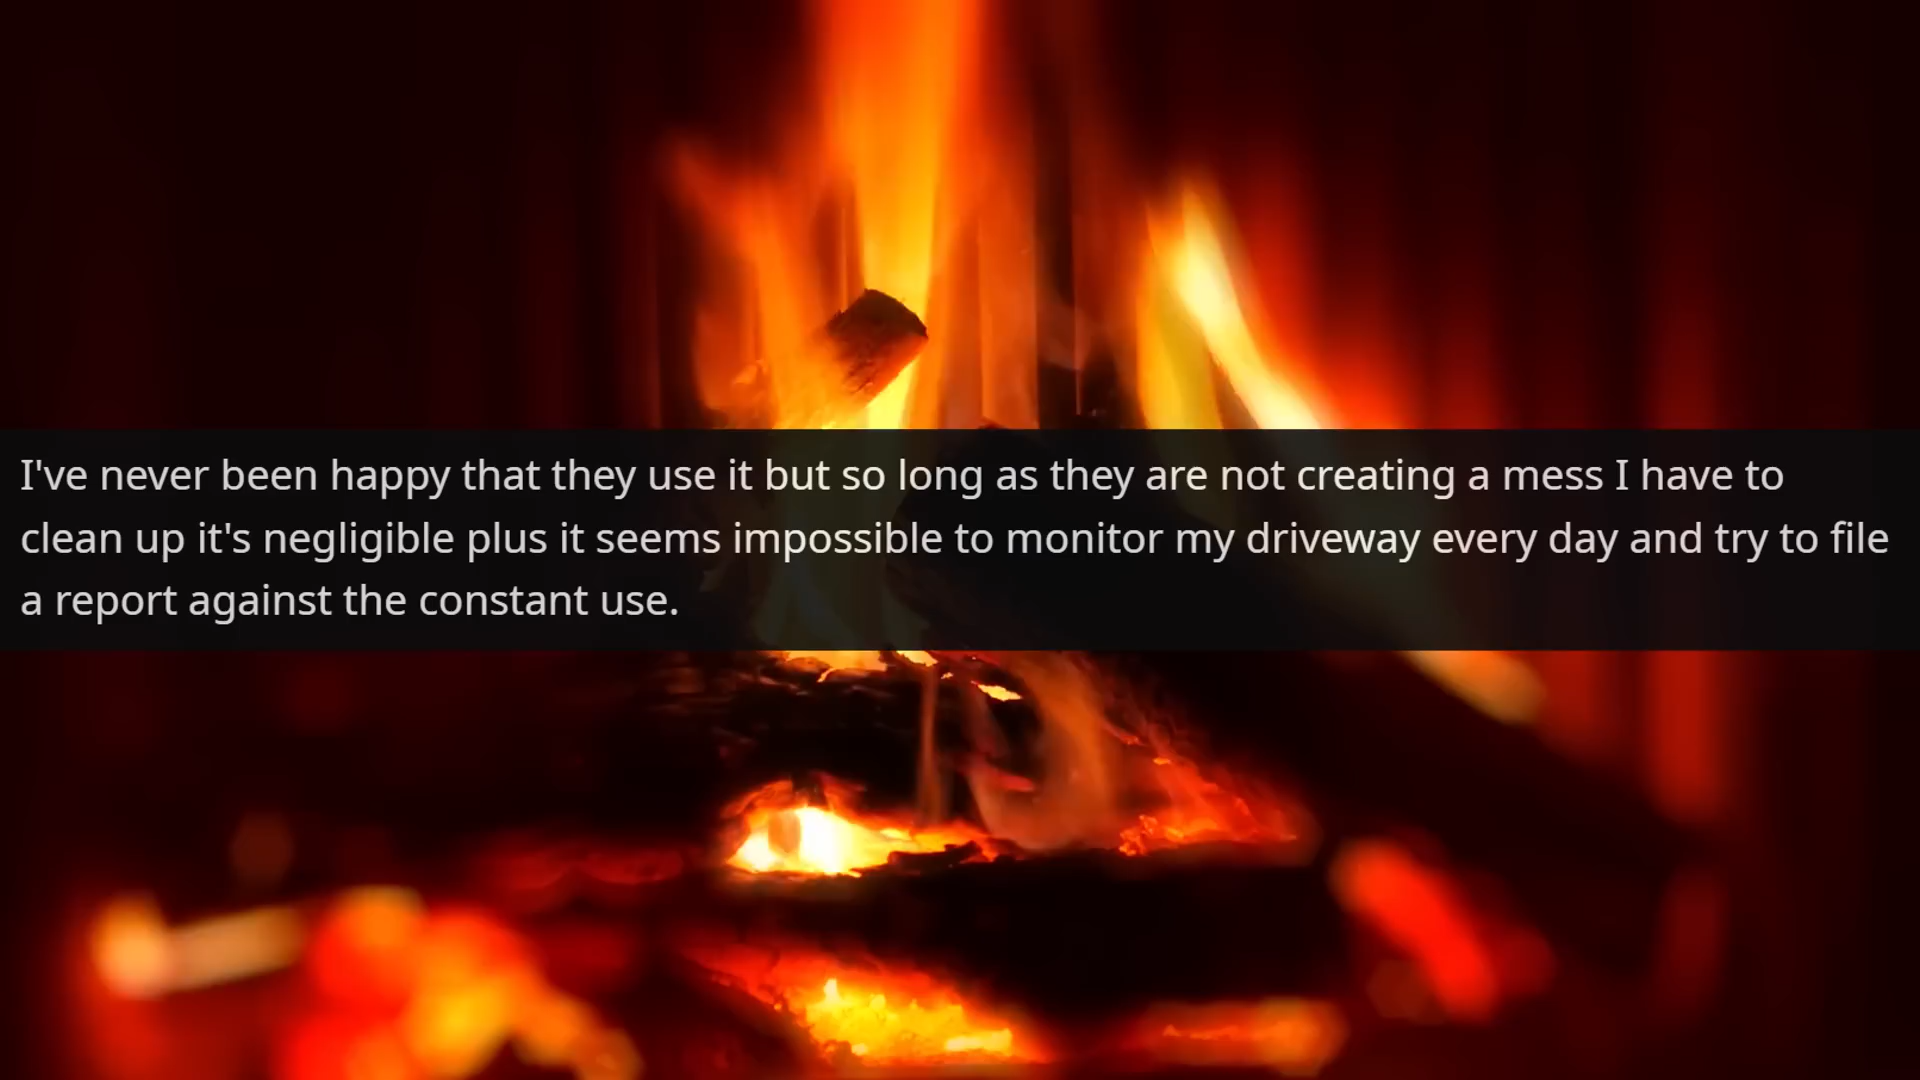 I've never been happy that they use it but so long as they are not creating a mess I have to
clean up it's negligible plus it seems impossible to monitor my driveway every day and try to file
a report against the constant use.